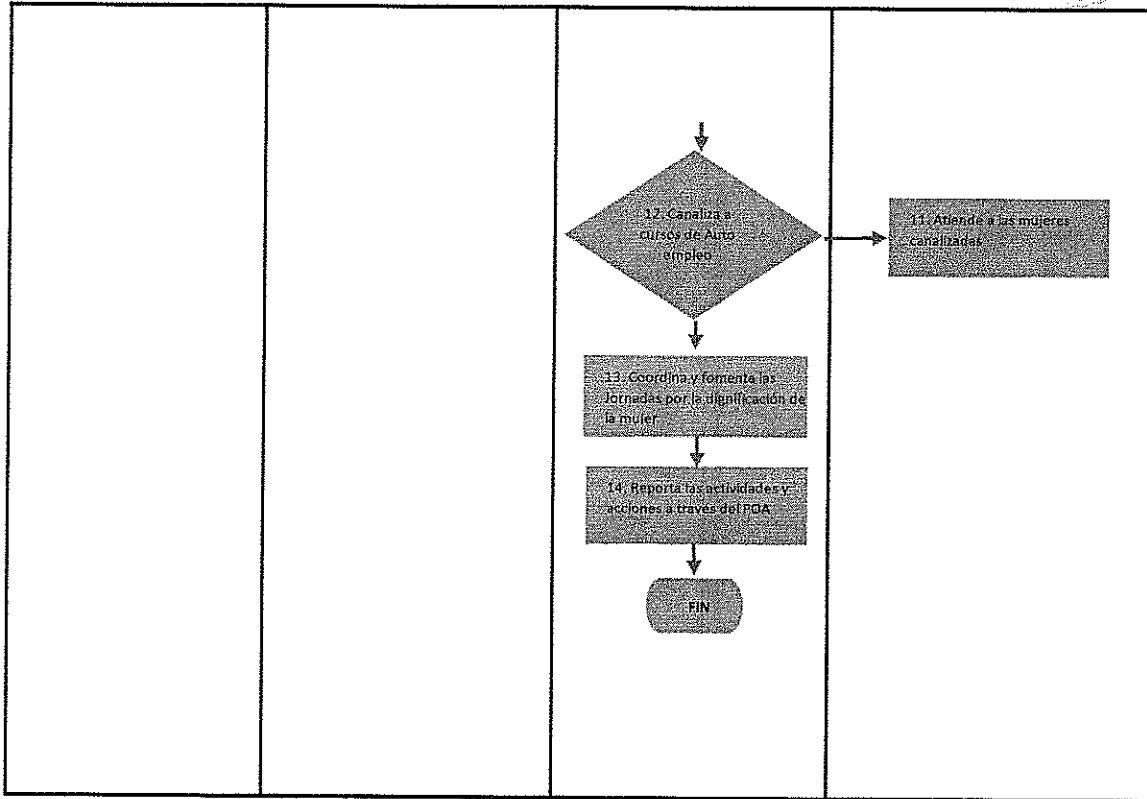 12. Canaliza a
cursos de Auto
empleo
11. Atiende a las mujeres
canalizadas
13. Coordina y fomenta las
Jornadas por la dignificación de
la mujer
14. Reporta las actividades y
acciones a través del POA
FIN